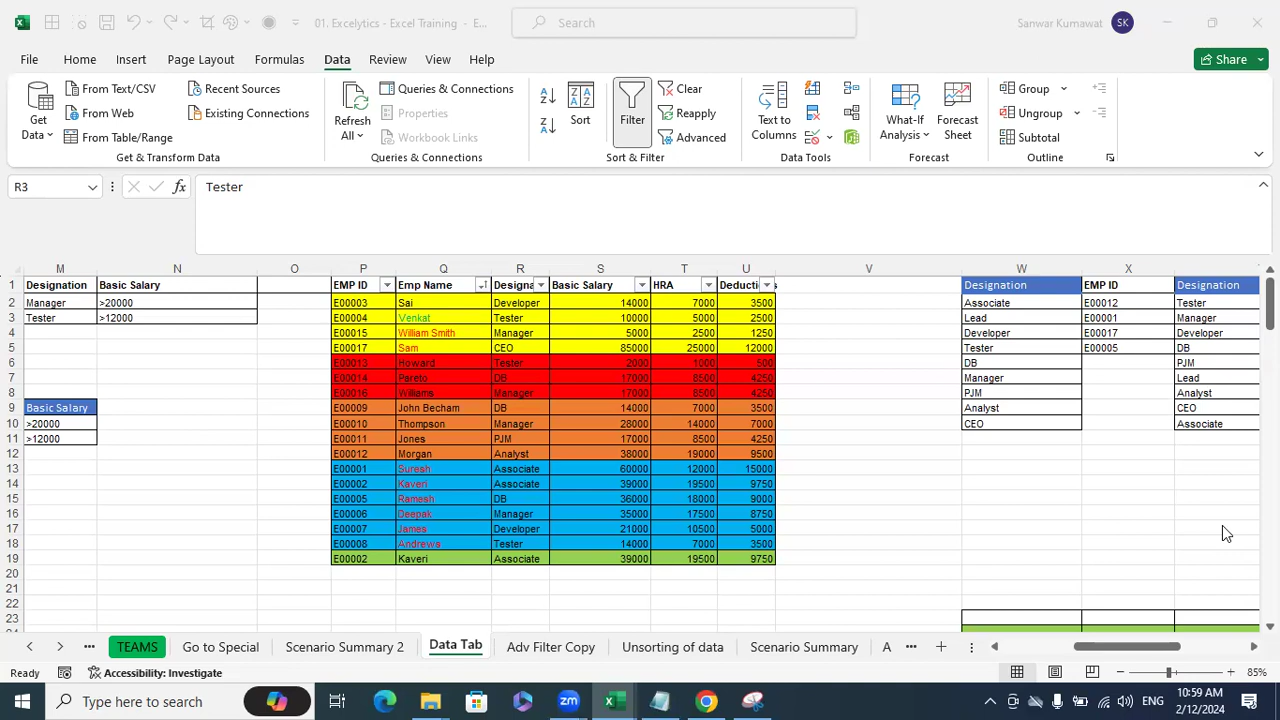 01. Excelytics - Excel Training - E...
Search
Sanwar Kumawat
SK
File Home Insert Page Layout Formulas Data Review View Help
Share
Get Data
From Text/CSV
From Web
From Table/Range
Recent Sources
Existing Connections
Get & Transform Data
Refresh All
Queries & Connections
Properties
Workbook Links
Queries & Connections
Sort
Filter
Clear
Reapply
Advanced
Sort & Filter
Text to Columns
Data Tools
What-If Analysis
Forecast Sheet
Forecast
Group
Ungroup
Subtotal
Outline
R3
fx
Tester
M N O P Q R S T U V W X
1 Designation Basic Salary EMP ID Emp Name Designa Basic Salary HRA Deducti s Designation EMP ID Designation
2 Manager >20000 E00003 Sai Developer 14000 7000 3500 Associate E00012 Tester
3 Tester >12000 E00004 Venkat Tester 10000 5000 2500 Lead E00001 Manager
4 E00015 William Smith Manager 5000 2500 1250 Developer E00017 Developer
5 E00017 Sam CEO 85000 25000 12000 Tester E00005 DB
6 E00013 Howard Tester 2000 1000 500 DB PJM
7 E00014 Pareto DB 17000 8500 4250 Manager Lead
8 E00016 Williams Manager 17000 8500 4250 PJM Analyst
9 Basic Salary E00009 John Becham DB 14000 7000 3500 Analyst CEO
10 >20000 E00010 Thompson Manager 28000 14000 7000 CEO Associate
11 >12000 E00011 Jones PJM 17000 8500 4250
12 E00012 Morgan Analyst 38000 19000 9500
13 E00001 Suresh Associate 60000 12000 15000
14 E00002 Kaveri Associate 39000 19500 9750
15 E00005 Ramesh DB 36000 18000 9000
16 E00006 Deepak Manager 35000 17500 8750
17 E00007 James Developer 21000 10500 5000
18 E00008 Andrews Tester 14000 7000 3500
19 E00002 Kaveri Associate 39000 19500 9750
20
21
22
23
TEAMS Go to Special Scenario Summary 2 Data Tab Adv Filter Copy Unsorting of data Scenario Summary A
Accessibility: Investigate
85%
Type here to search
zm
ENG
10:59 AM
2/12/2024